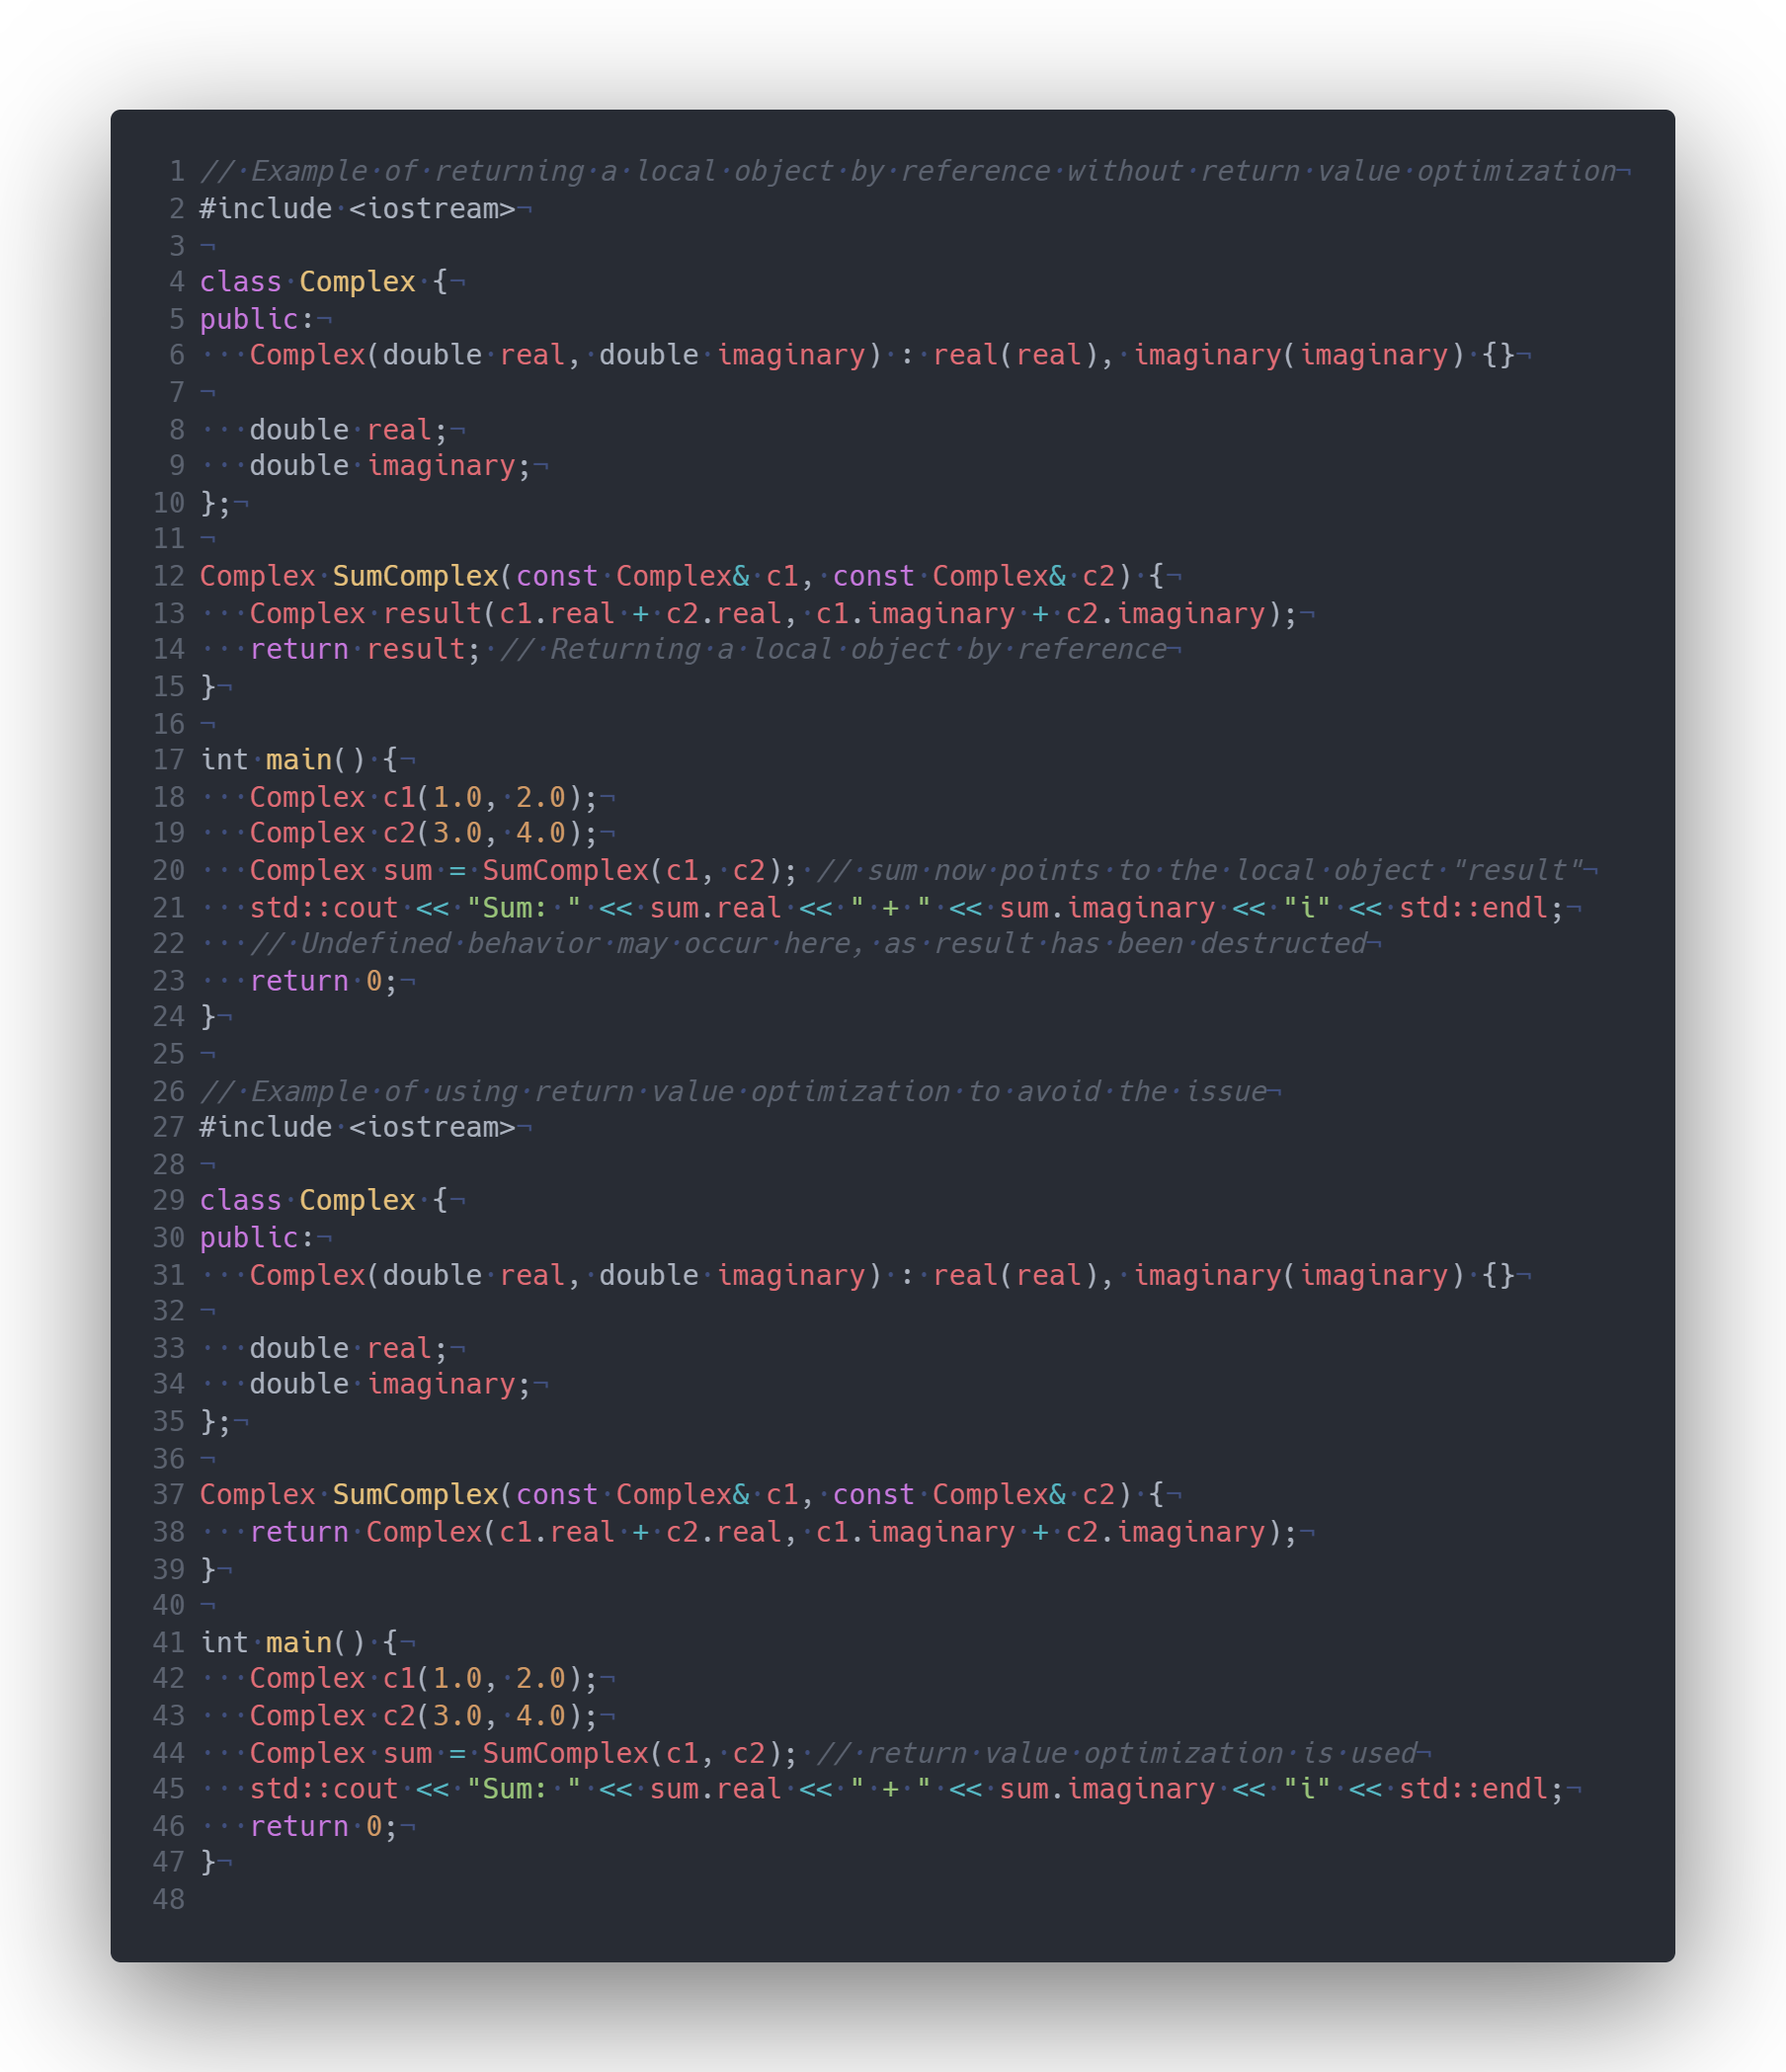 1 // Example of returning a local object by reference without return value optimization¬
2 #include <iostream>¬
3 ¬
4 class Complex {¬
5 public:¬
6 ···Complex(double real, double imaginary) : real(real), imaginary(imaginary) {}¬
7 ¬
8 ···double real;¬
9 ···double imaginary;¬
10 };¬
11 ¬
12 Complex SumComplex(const Complex& c1, const Complex& c2) {¬
13 ···Complex result(c1.real + c2.real, c1.imaginary + c2.imaginary);¬
14 ···return result; // Returning a local object by reference¬
15 }¬
16 ¬
17 int main() {¬
18 ···Complex c1(1.0, 2.0);¬
19 ···Complex c2(3.0, 4.0);¬
20 ···Complex sum = SumComplex(c1, c2); // sum now points to the local object "result"¬
21 ···std::cout << "Sum: " << sum.real << " + " << sum.imaginary << "i" << std::endl;¬
22 ···// Undefined behavior may occur here, as result has been destructed¬
23 ···return 0;¬
24 }¬
25 ¬
26 // Example of using return value optimization to avoid the issue¬
27 #include <iostream>¬
28 ¬
29 class Complex {¬
30 public:¬
31 ···Complex(double real, double imaginary) : real(real), imaginary(imaginary) {}¬
32 ¬
33 ···double real;¬
34 ···double imaginary;¬
35 };¬
36 ¬
37 Complex SumComplex(const Complex& c1, const Complex& c2) {¬
38 ···return Complex(c1.real + c2.real, c1.imaginary + c2.imaginary);¬
39 }¬
40 ¬
41 int main() {¬
42 ···Complex c1(1.0, 2.0);¬
43 ···Complex c2(3.0, 4.0);¬
44 ···Complex sum = SumComplex(c1, c2); // return value optimization is used¬
45 ···std::cout << "Sum: " << sum.real << " + " << sum.imaginary << "i" << std::endl;¬
46 ···return 0;¬
47 }¬
48